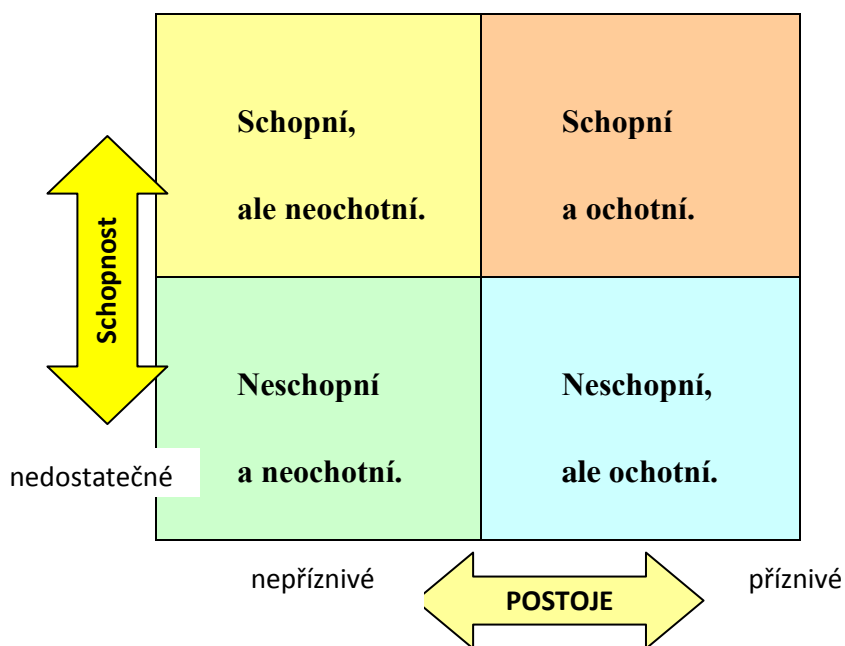 Schopní,
ale neochotní.
Schopní
a ochotní.
Schopnost
Neschopní
a neochotní.
Neschopní,
ale ochotní.
nedostatečné
nepříznivé
POSTOJE
příznivé